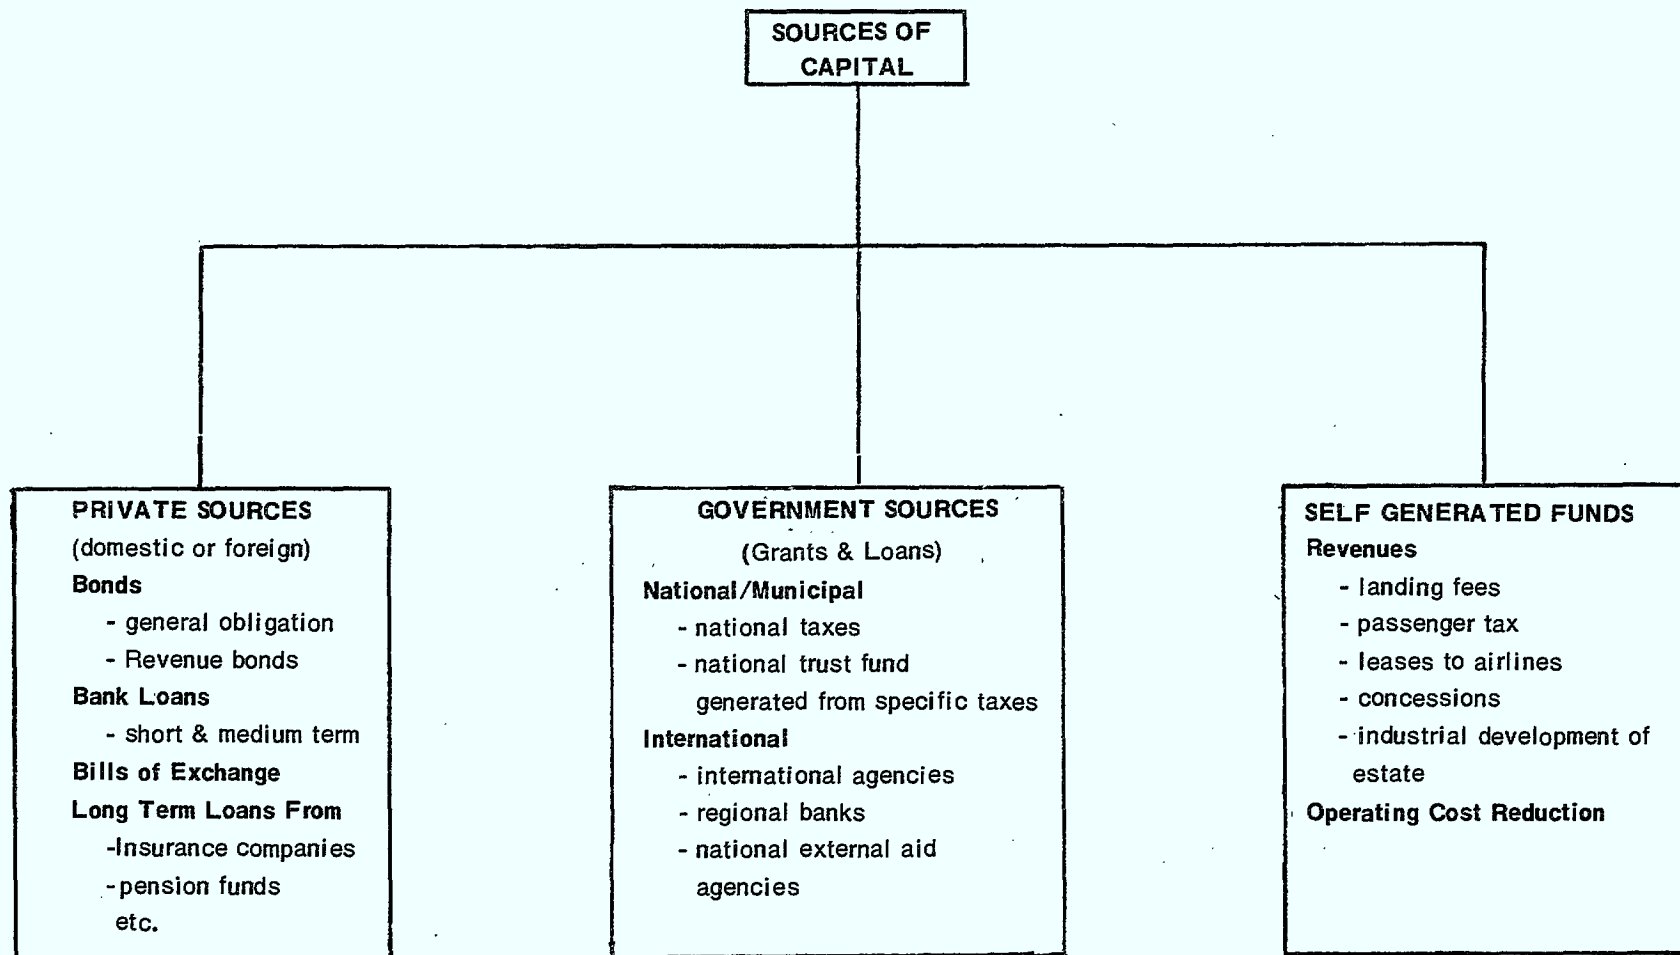 SOURCES OF
CAPITAL
PRIVATE SOURCES
(domestic or foreign)
Bonds
- general obligation
- Revenue bonds
Bank Loans
- short & medium term
Bills of Exchange
Long Term Loans From
-Insurance companies
-pension funds
etc.
GOVERNMENT SOURCES
(Grants & Loans)
National/Municipal
- national taxes
- national trust fund
generated from specific taxes
International
- international agencies
- regional banks
- national external aid
agencies
SELF GENERATED FUNDS
Revenues
- landing fees
- passenger tax
- leases to airlines
- concessions
- industrial development of
estate
Operating Cost Reduction